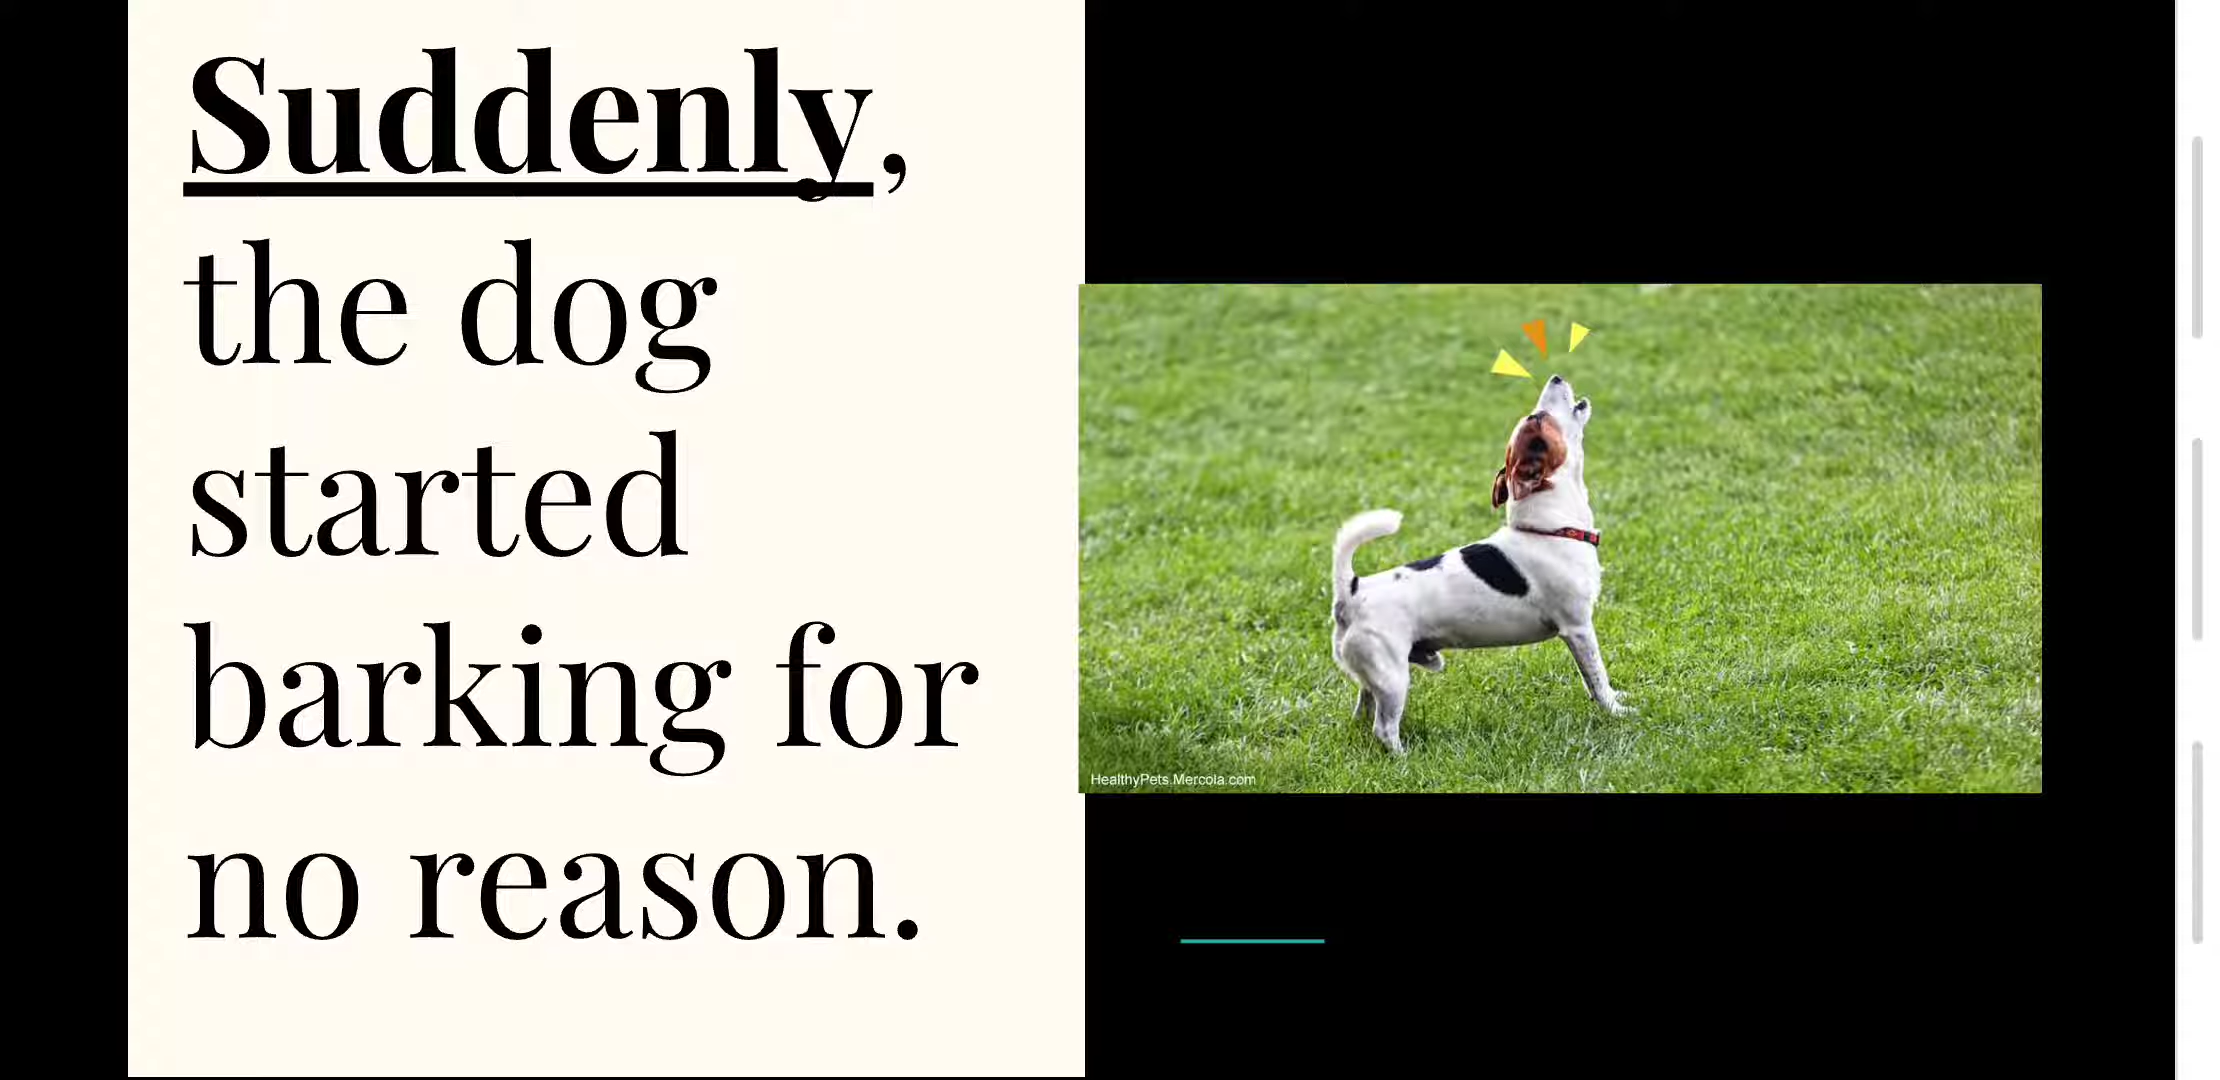 Suddenly,
the dog
started
barking for
no reason.
HealthyPets.Mercola.com